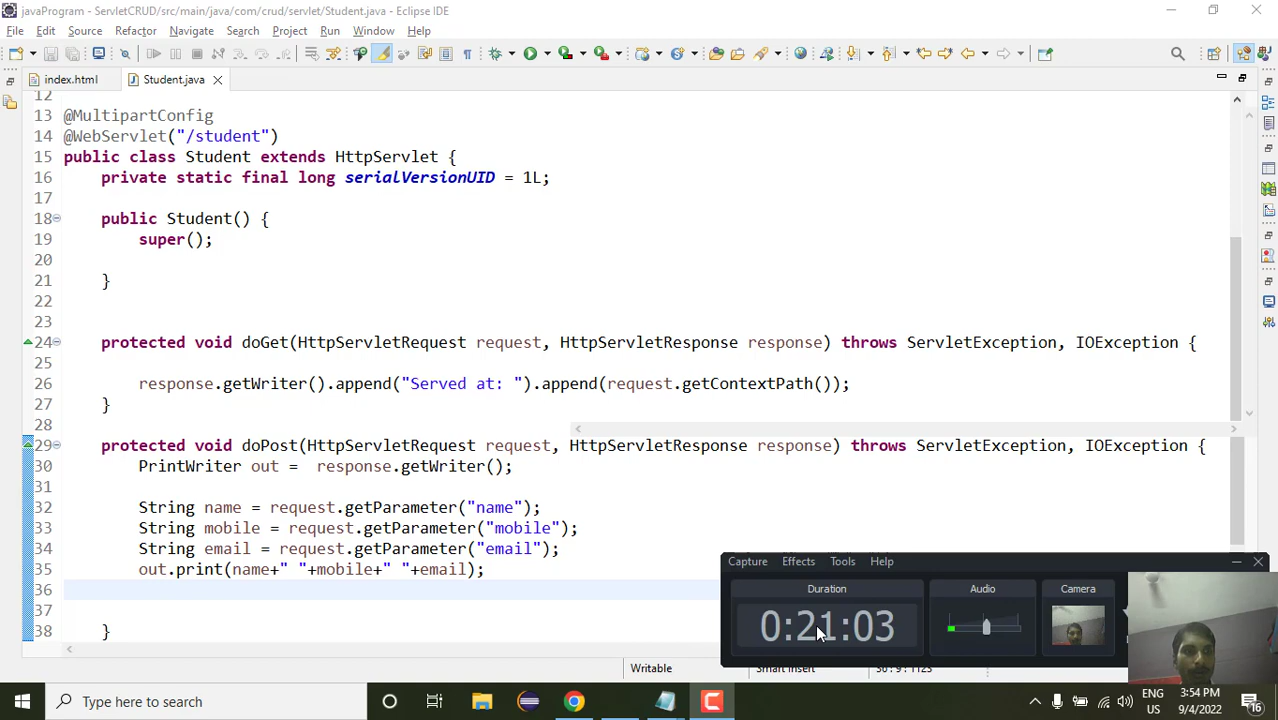 javaProgram - ServletCRUD/src/main/java/com/crud/servlet/Student.java - Eclipse IDE
File Edit Source Refactor Navigate Search Project Run Window Help
index.html Student.java
12
13 @MultipartConfig
14 @WebServlet("/student")
15 public class Student extends HttpServlet {
16 private static final long serialVersionUID = 1L;
17
18 public Student() {
19 super();
20
21 }
22
23
24 protected void doGet(HttpServletRequest request, HttpServletResponse response) throws ServletException, IOException {
25
26 response.getWriter().append("Served at: ").append(request.getContextPath());
27 }
28
29 protected void doPost(HttpServletRequest request, HttpServletResponse response) throws ServletException, IOException {
30 PrintWriter out = response.getWriter();
31
32 String name = request.getParameter("name");
33 String mobile = request.getParameter("mobile");
34 String email = request.getParameter("email");
35 out.print(name+" "+mobile+" "+email);
36
37
38 }
Capture Effects Tools Help
Duration Audio Camera
0:21:03
Writable Smart Insert
Type here to search
ENG
US
3:54 PM
9/4/2022
16